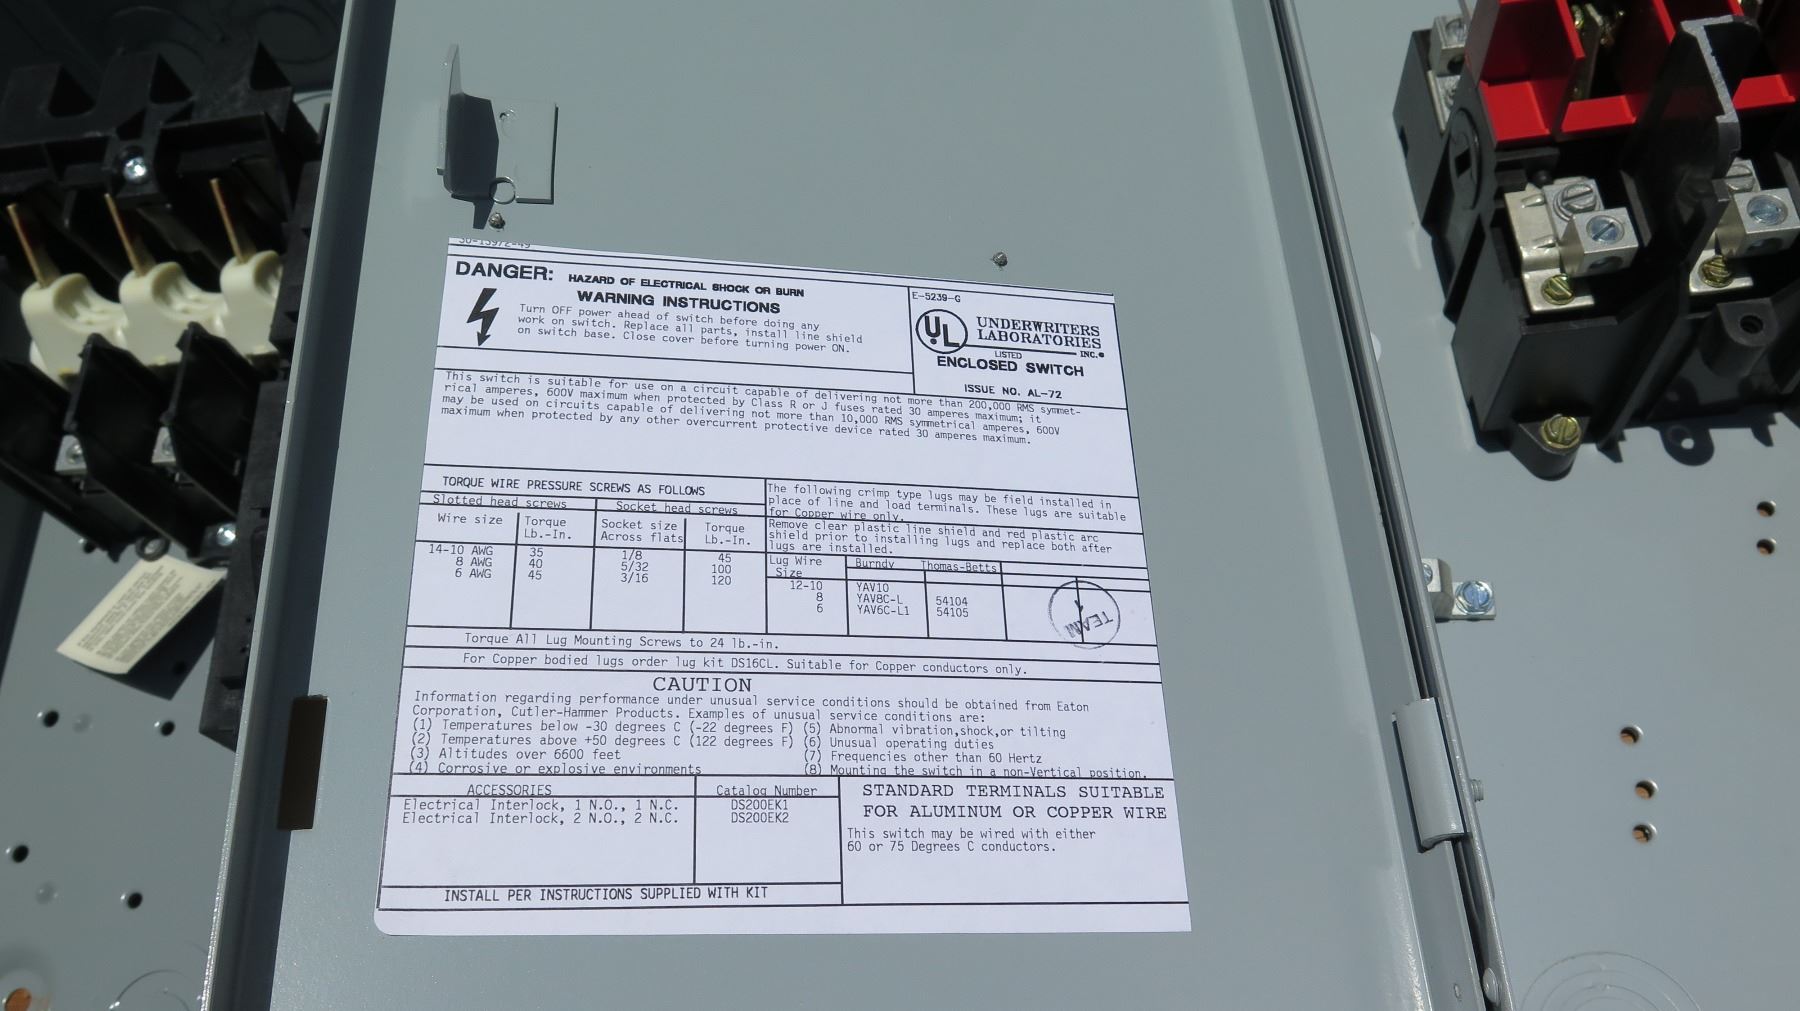 DANGER: HAZARD OF ELECTRICAL SHOCK OR BURN
WARNING INSTRUCTIONS
Turn OFF power ahead of switch before doing any
work on switch. Replace all parts, install line shield
on switch base. Close cover before turning power ON.
E-5239-G
UL
UNDERWRITERS
LABORATORIES
INC.®
LISTED
ENCLOSED SWITCH
ISSUE NO. AL-72
This switch is suitable for use on a circuit capable of delivering not more than 200,000 RMS symmet-
rical amperes, 600V maximum when protected by Class R or J fuses rated 30 amperes maximum; it
may be used on circuits capable of delivering not more than 10,000 RMS symmetrical amperes, 600V
maximum when protected by any other overcurrent protective device rated 30 amperes maximum.
TORQUE WIRE PRESSURE SCREWS AS FOLLOWS
Slotted head screws Socket head screws
Wire size Torque Lb.-In. Socket size Across flats Torque Lb.-In.
14-10 AWG 35 1/8 45
8 AWG 40 5/32 100
6 AWG 45 3/16 120
The following crimp type lugs may be field installed in
place of line and load terminals. These lugs are suitable
for Copper wire only.
Remove clear plastic line shield and red plastic arc
shield prior to installing lugs and replace both after
lugs are installed.
Lug Wire Size Burndy Thomas-Betts
12-10 YAV10
8 YAV8C-L 54104
6 YAV6C-L1 54105
TEAM
1
Torque All Lug Mounting Screws to 24 lb.-in.
For Copper bodied lugs order lug kit DS16CL. Suitable for Copper conductors only.
CAUTION
Information regarding performance under unusual service conditions should be obtained from Eaton
Corporation, Cutler-Hammer Products. Examples of unusual service conditions are:
(1) Temperatures below -30 degrees C (-22 degrees F) (5) Abnormal vibration,shock,or tilting
(2) Temperatures above +50 degrees C (122 degrees F) (6) Unusual operating duties
(3) Altitudes over 6600 feet (7) Frequencies other than 60 Hertz
(4) Corrosive or explosive environments (8) Mounting the switch in a non-Vertical position.
ACCESSORIES Catalog Number
Electrical Interlock, 1 N.O., 1 N.C. DS200EK1
Electrical Interlock, 2 N.O., 2 N.C. DS200EK2
INSTALL PER INSTRUCTIONS SUPPLIED WITH KIT
STANDARD TERMINALS SUITABLE
FOR ALUMINUM OR COPPER WIRE
This switch may be wired with either
60 or 75 Degrees C conductors.